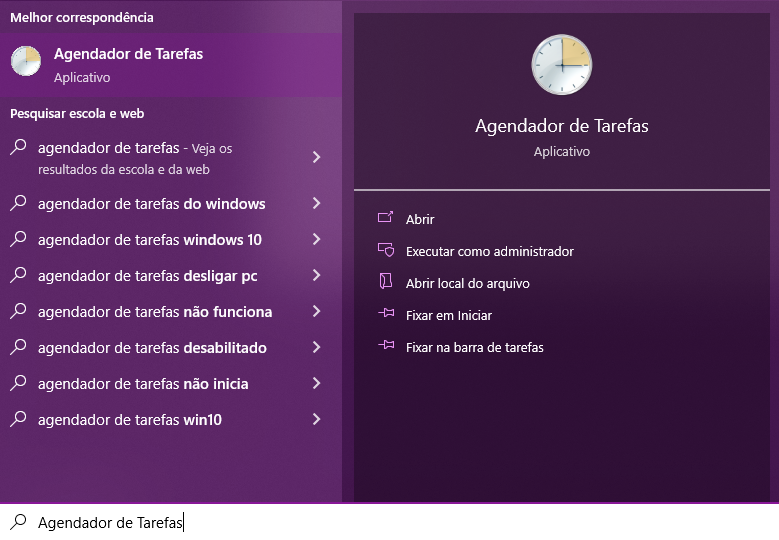 Melhor correspondência
Agendador de Tarefas
Aplicativo
Pesquisar escola e web
agendador de tarefas - Veja os
resultados da escola e da web
agendador de tarefas do windows
agendador de tarefas windows 10
agendador de tarefas desligar pc
agendador de tarefas não funciona
agendador de tarefas desabilitado
agendador de tarefas não inicia
agendador de tarefas win10
Agendador de Tarefas
Aplicativo
Abrir
Executar como administrador
Abrir local do arquivo
Fixar em Iniciar
Fixar na barra de tarefas
Agendador de Tarefas